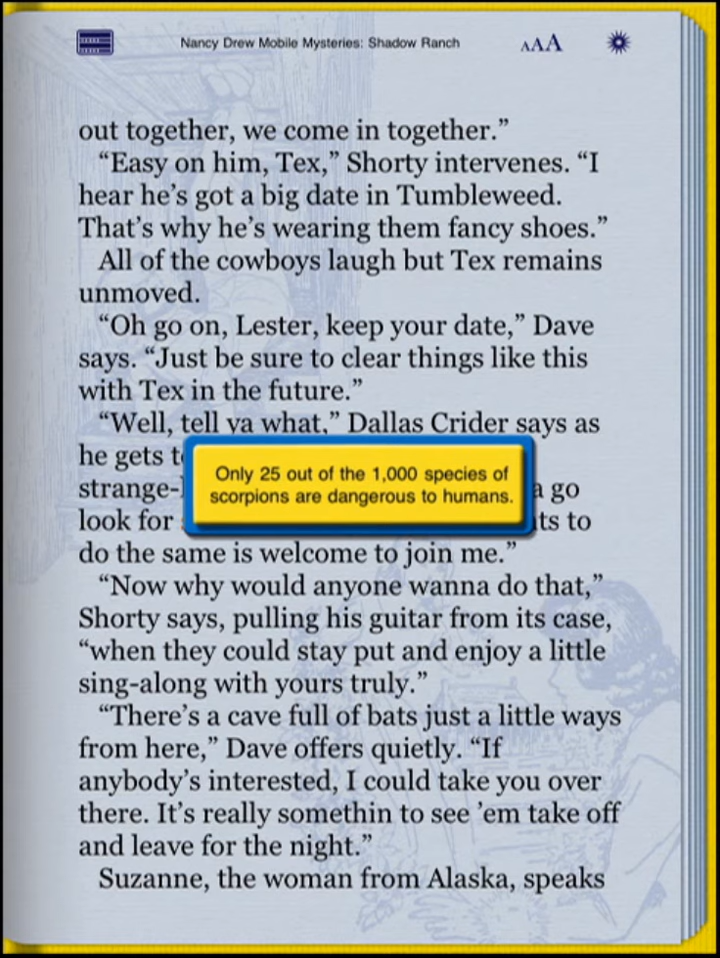 Nancy Drew Mobile Mysteries: Shadow Ranch
AAA
out together, we come in together.”
“Easy on him, Tex,” Shorty intervenes. “I
hear he’s got a big date in Tumbleweed.
That’s why he’s wearing them fancy shoes.”
All of the cowboys laugh but Tex remains
unmoved.
“Oh go on, Lester, keep your date,” Dave
says. “Just be sure to clear things like this
with Tex in the future.”
“Well, tell ya what,” Dallas Crider says as
he gets
Only 25 out of the 1,000 species of
scorpions are dangerous to humans.
go
look for
to
do the same is welcome to join me.”
“Now why would anyone wanna do that,”
Shorty says, pulling his guitar from its case,
“when they could stay put and enjoy a little
sing-along with yours truly.”
“There’s a cave full of bats just a little ways
from here,” Dave offers quietly. “If
anybody’s interested, I could take you over
there. It’s really somethin to see ’em take off
and leave for the night.”
Suzanne, the woman from Alaska, speaks